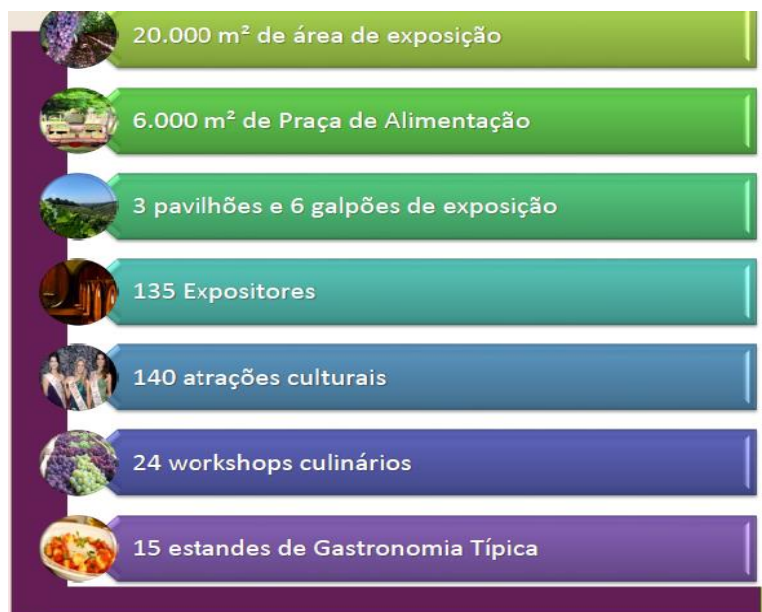 20.000 m² de área de exposição
6.000 m² de Praça de Alimentação
3 pavilhões e 6 galpões de exposição
135 Expositores
140 atrações culturais
24 workshops culinários
15 estandes de Gastronomia Típica